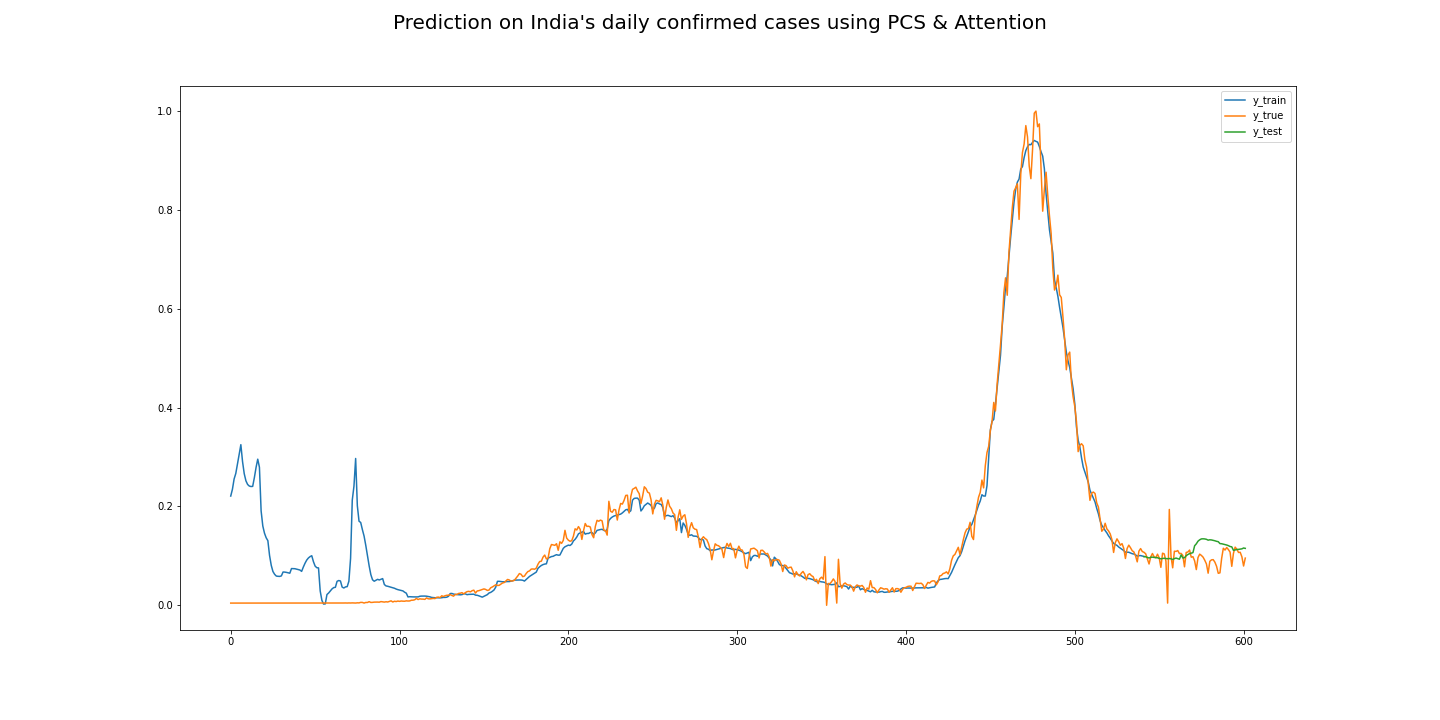 Prediction on India's daily confirmed cases using PCS & Attention
y_train
y_true
y_test
1.0
0.8
0.6
0.4
0.2
0.0
0 100 200 300 400 500 600